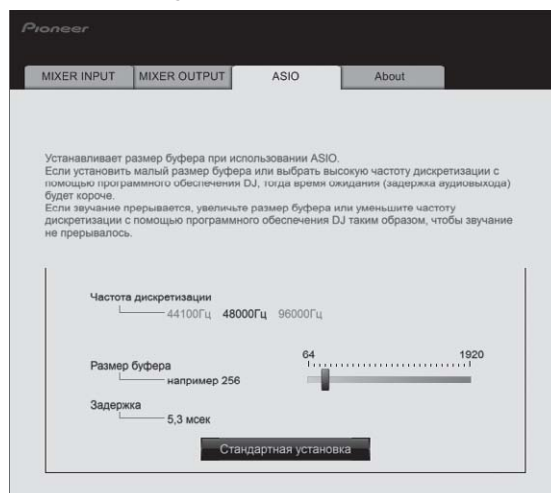 Pioneer
MIXER INPUT MIXER OUTPUT ASIO About
Устанавливает размер буфера при использовании ASIO.
Если установить малый размер буфера или выбрать высокую частоту дискретизации с
помощью программного обеспечения DJ, тогда время ожидания (задержка аудиовыхода)
будет короче.
Если звучание прерывается, увеличьте размер буфера или уменьшите частоту
дискретизации с помощью программного обеспечения DJ таким образом, чтобы звучание
не прерывалось.
Частота дискретизации
44100Гц 48000Гц 96000Гц
64 1920
Размер буфера
например 256
Задержка
5,3 мсек
Стандартная установка